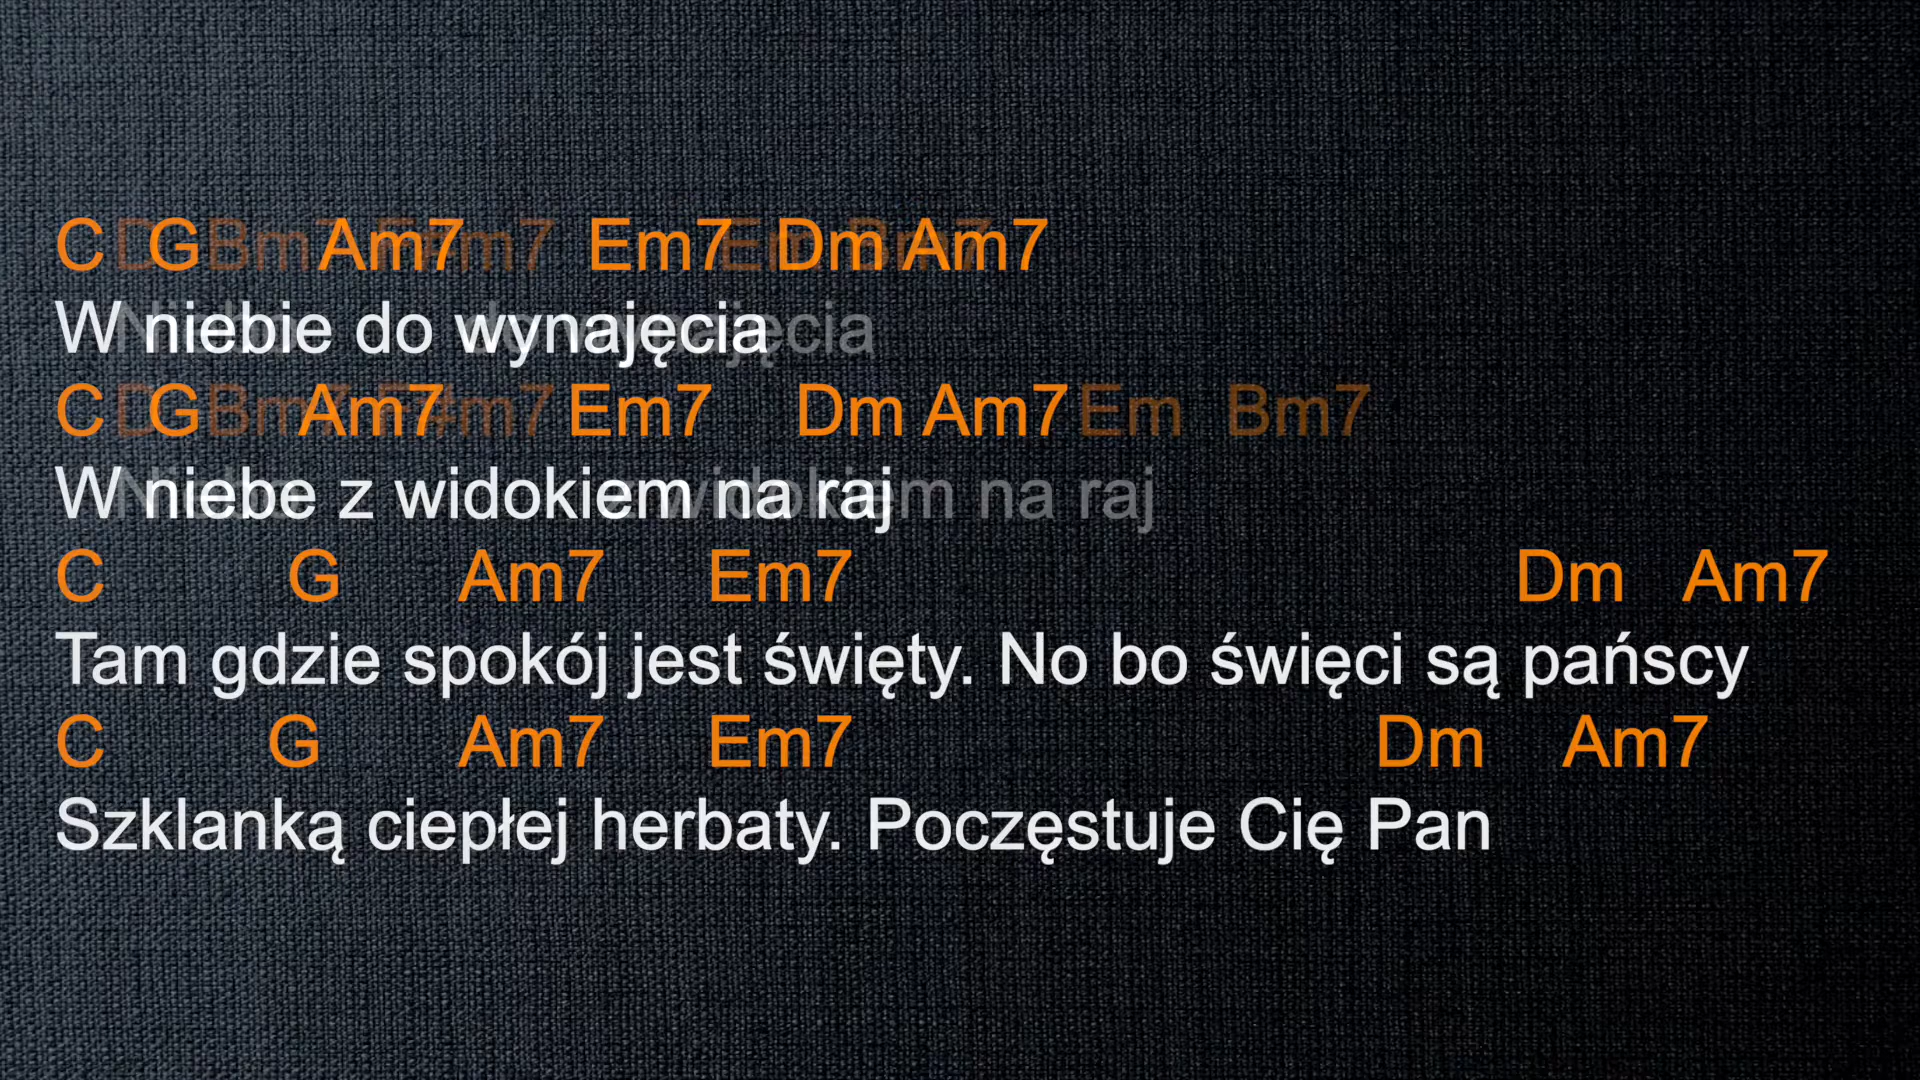 C G Am7 Em7 Dm Am7
W niebie do wynajęcia
C G Am7 Em7 Dm Am7 Em Bm7
W niebe z widokiem na raj
C G Am7 Em7 Dm Am7
Tam gdzie spokój jest święty. No bo święci są pańscy
C G Am7 Em7 Dm Am7
Szklanką ciepłej herbaty. Poczęstuje Cię Pan